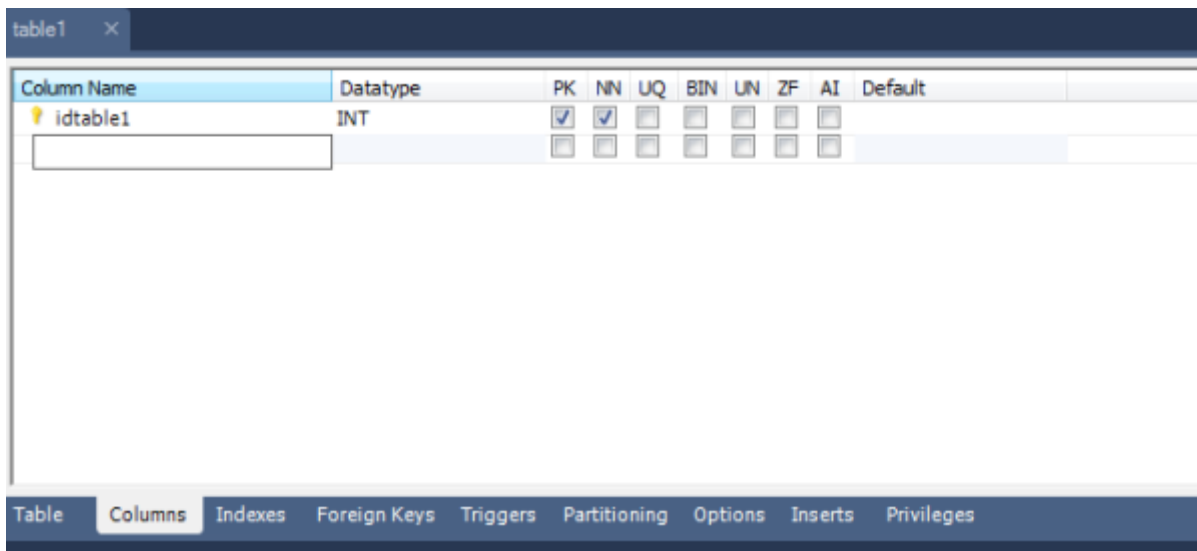 table1
Column Name Datatype PK NN UQ BIN UN ZF AI Default
idtable1 INT
Table Columns Indexes Foreign Keys Triggers Partitioning Options Inserts Privileges